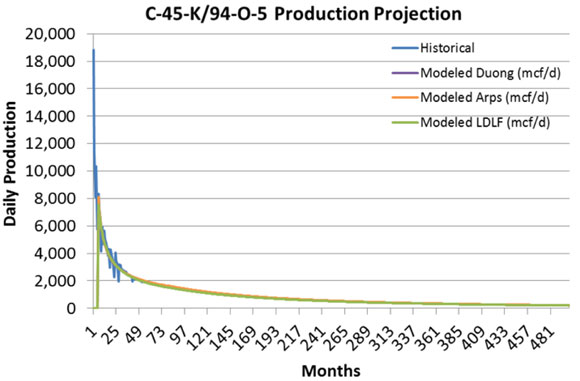 C-45-K/94-O-5 Production Projection
20,000
18,000
16,000
14,000
12,000
10,000
8,000
6,000
4,000
2,000
0
Daily Production
Historical
Modeled Duong (mcf/d)
Modeled Arps (mcf/d)
Modeled LDLF (mcf/d)
1 25 49 73 97 121 145 169 193 217 241 265 289 313 337 361 385 409 433 457 481
Months